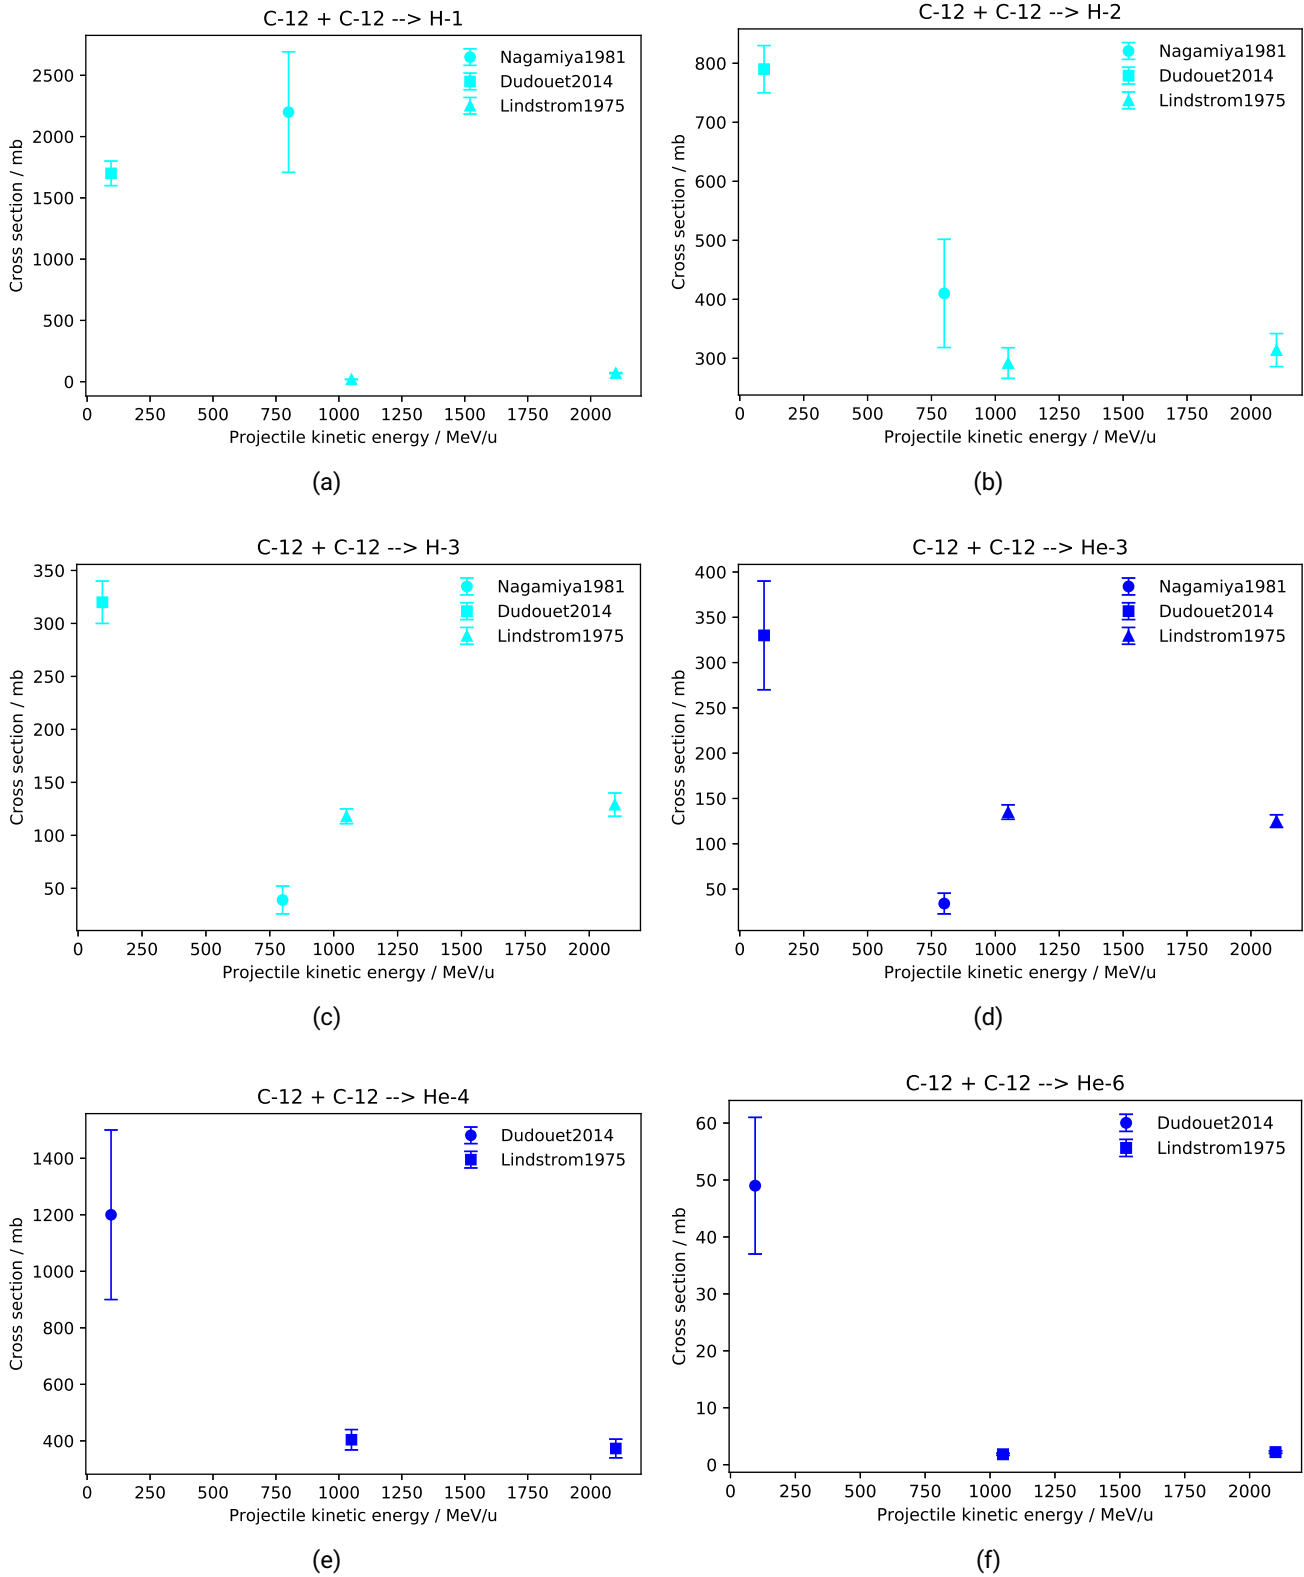 C-12 + C-12 --> H-1
Nagamiya1981
Dudouet2014
Lindstrom1975
Cross section / mb
2500
2000
1500
1000
500
0
0 250 500 750 1000 1250 1500 1750 2000
Projectile kinetic energy / MeV/u
(a)
C-12 + C-12 --> H-2
Nagamiya1981
Dudouet2014
Lindstrom1975
Cross section / mb
800
700
600
500
400
300
0 250 500 750 1000 1250 1500 1750 2000
Projectile kinetic energy / MeV/u
(b)
C-12 + C-12 --> H-3
Nagamiya1981
Dudouet2014
Lindstrom1975
Cross section / mb
350
300
250
200
150
100
50
0 250 500 750 1000 1250 1500 1750 2000
Projectile kinetic energy / MeV/u
(c)
C-12 + C-12 --> He-3
Nagamiya1981
Dudouet2014
Lindstrom1975
Cross section / mb
400
350
300
250
200
150
100
50
0 250 500 750 1000 1250 1500 1750 2000
Projectile kinetic energy / MeV/u
(d)
C-12 + C-12 --> He-4
Dudouet2014
Lindstrom1975
Cross section / mb
1400
1200
1000
800
600
400
0 250 500 750 1000 1250 1500 1750 2000
Projectile kinetic energy / MeV/u
(e)
C-12 + C-12 --> He-6
Dudouet2014
Lindstrom1975
Cross section / mb
60
50
40
30
20
10
0
0 250 500 750 1000 1250 1500 1750 2000
Projectile kinetic energy / MeV/u
(f)